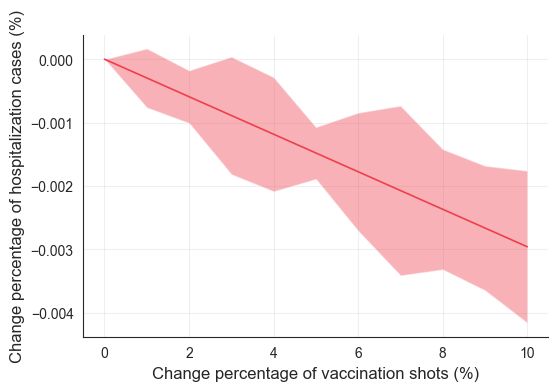 Change percentage of hospitalization cases (%)
0.000
−0.001
−0.002
−0.003
−0.004
0 2 4 6 8 10
Change percentage of vaccination shots (%)